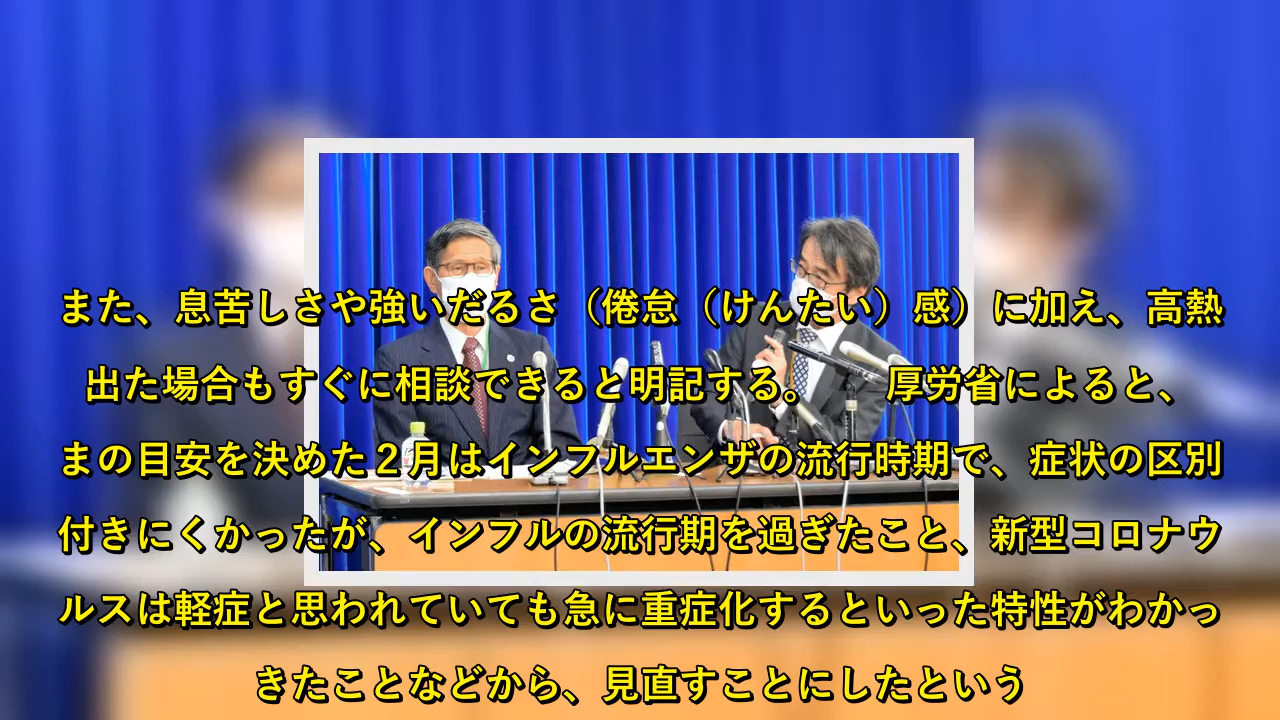 また、息苦しさや強いだるさ（倦怠（けんたい）感）に加え、高熱
出た場合もすぐに相談できると明記する。　厚労省によると、
まの目安を決めた２月はインフルエンザの流行時期で、症状の区別
付きにくかったが、インフルの流行期を過ぎたこと、新型コロナウ
ルスは軽症と思われていても急に重症化するといった特性がわかっ
きたことなどから、見直すことにしたという